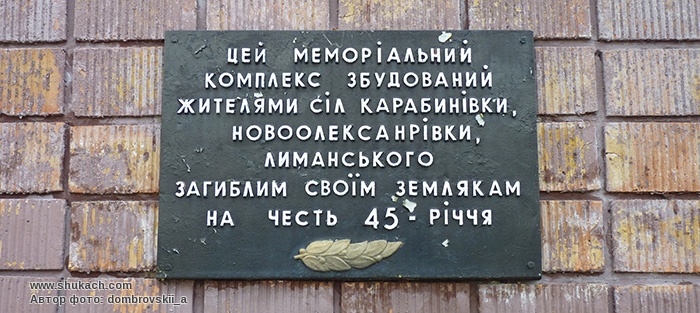 ЦЕЙ МЕМОРІАЛЬНИЙ
КОМПЛЕКС ЗБУДОВАНИЙ
ЖИТЕЛЯМИ СІЛ КАРАБИНІВКИ,
НОВООЛЕКСАНРІВКИ,
ЛИМАНСЬКОГО
ЗАГИБЛИМ СВОЇМ ЗЕМЛЯКАМ
НА ЧЕСТЬ 45-РІЧЧЯ
www.shukach.com
Автор фото: dombrovskii_a